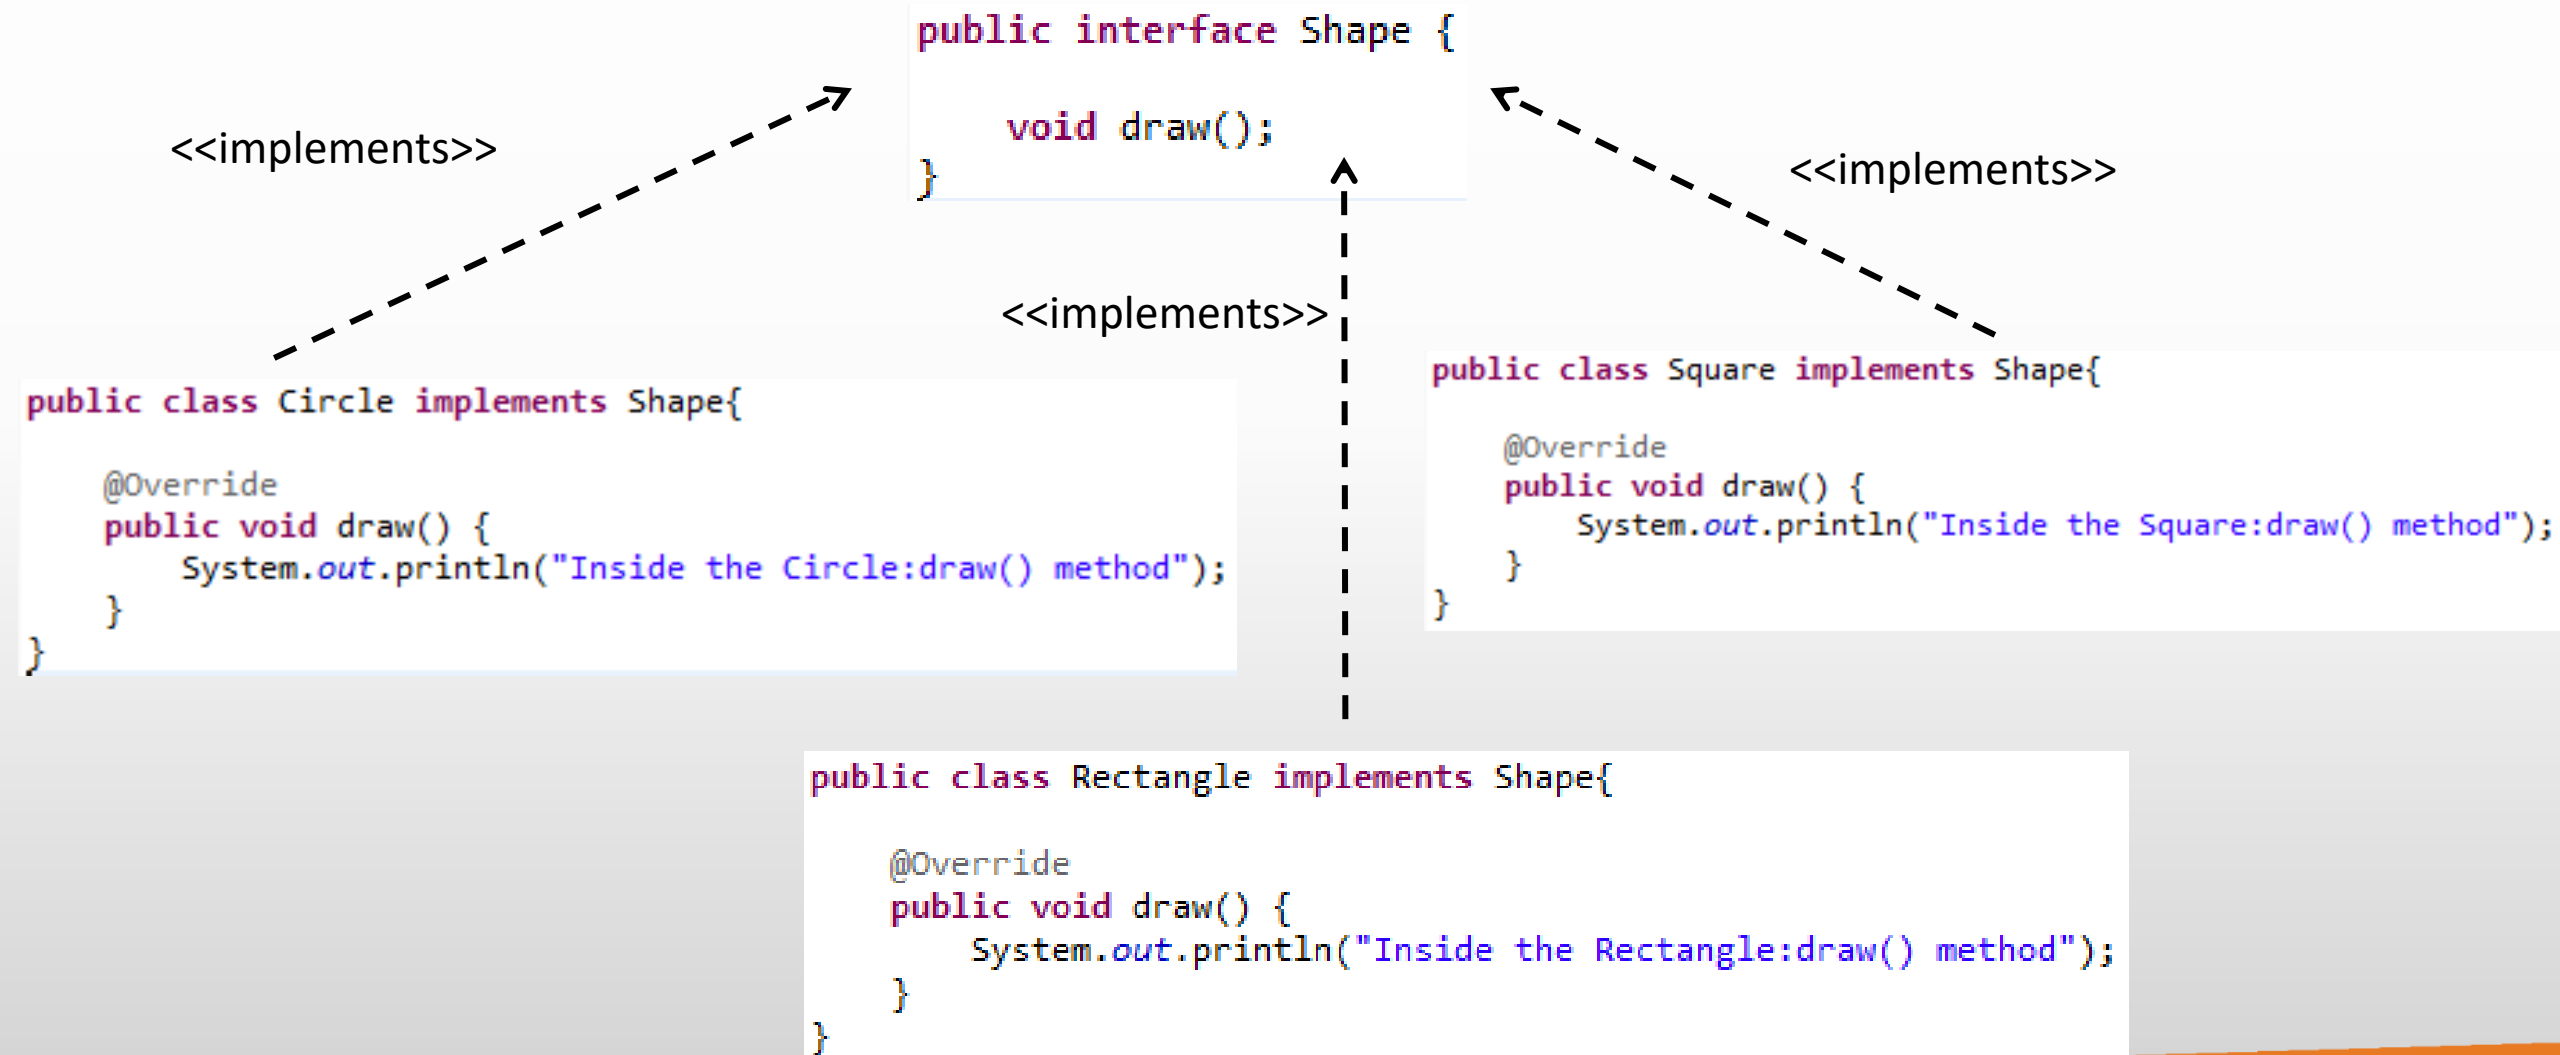 public interface Shape {
void draw();
}
<<implements>>
<<implements>>
<<implements>>
public class Circle implements Shape{
@Override
public void draw() {
System.out.println("Inside the Circle:draw() method");
}
}
public class Square implements Shape{
@Override
public void draw() {
System.out.println("Inside the Square:draw() method");
}
}
public class Rectangle implements Shape{
@Override
public void draw() {
System.out.println("Inside the Rectangle:draw() method");
}
}